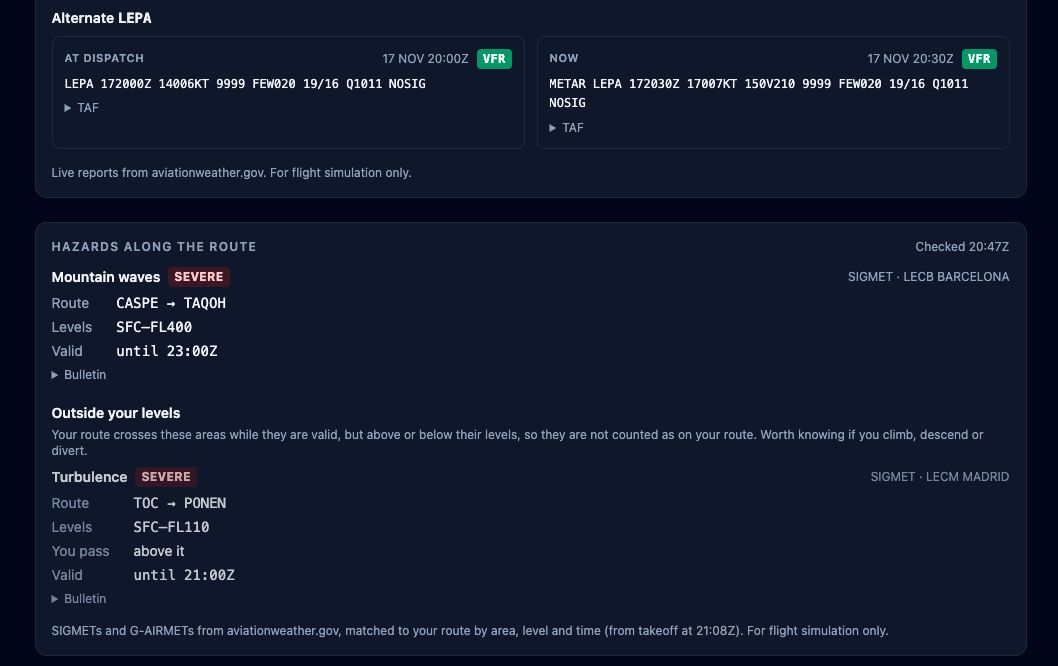 Alternate LEPA
AT DISPATCH
17 NOV 20:00Z VFR
LEPA 172000Z 14006KT 9999 FEW020 19/16 Q1011 NOSIG
▶ TAF
NOW
17 NOV 20:30Z VFR
METAR LEPA 172030Z 17007KT 150V210 9999 FEW020 19/16 Q1011
NOSIG
▶ TAF
Live reports from aviationweather.gov. For flight simulation only.
HAZARDS ALONG THE ROUTE
Checked 20:47Z
Mountain waves SEVERE
SIGMET · LECB BARCELONA
Route CASPE → TAQOH
Levels SFC–FL400
Valid until 23:00Z
▶ Bulletin
Outside your levels
Your route crosses these areas while they are valid, but above or below their levels, so they are not counted as on your route. Worth knowing if you climb, descend or
divert.
Turbulence SEVERE
SIGMET · LECM MADRID
Route TOC → PONEN
Levels SFC–FL110
You pass above it
Valid until 21:00Z
▶ Bulletin
SIGMETs and G-AIRMETs from aviationweather.gov, matched to your route by area, level and time (from takeoff at 21:08Z). For flight simulation only.